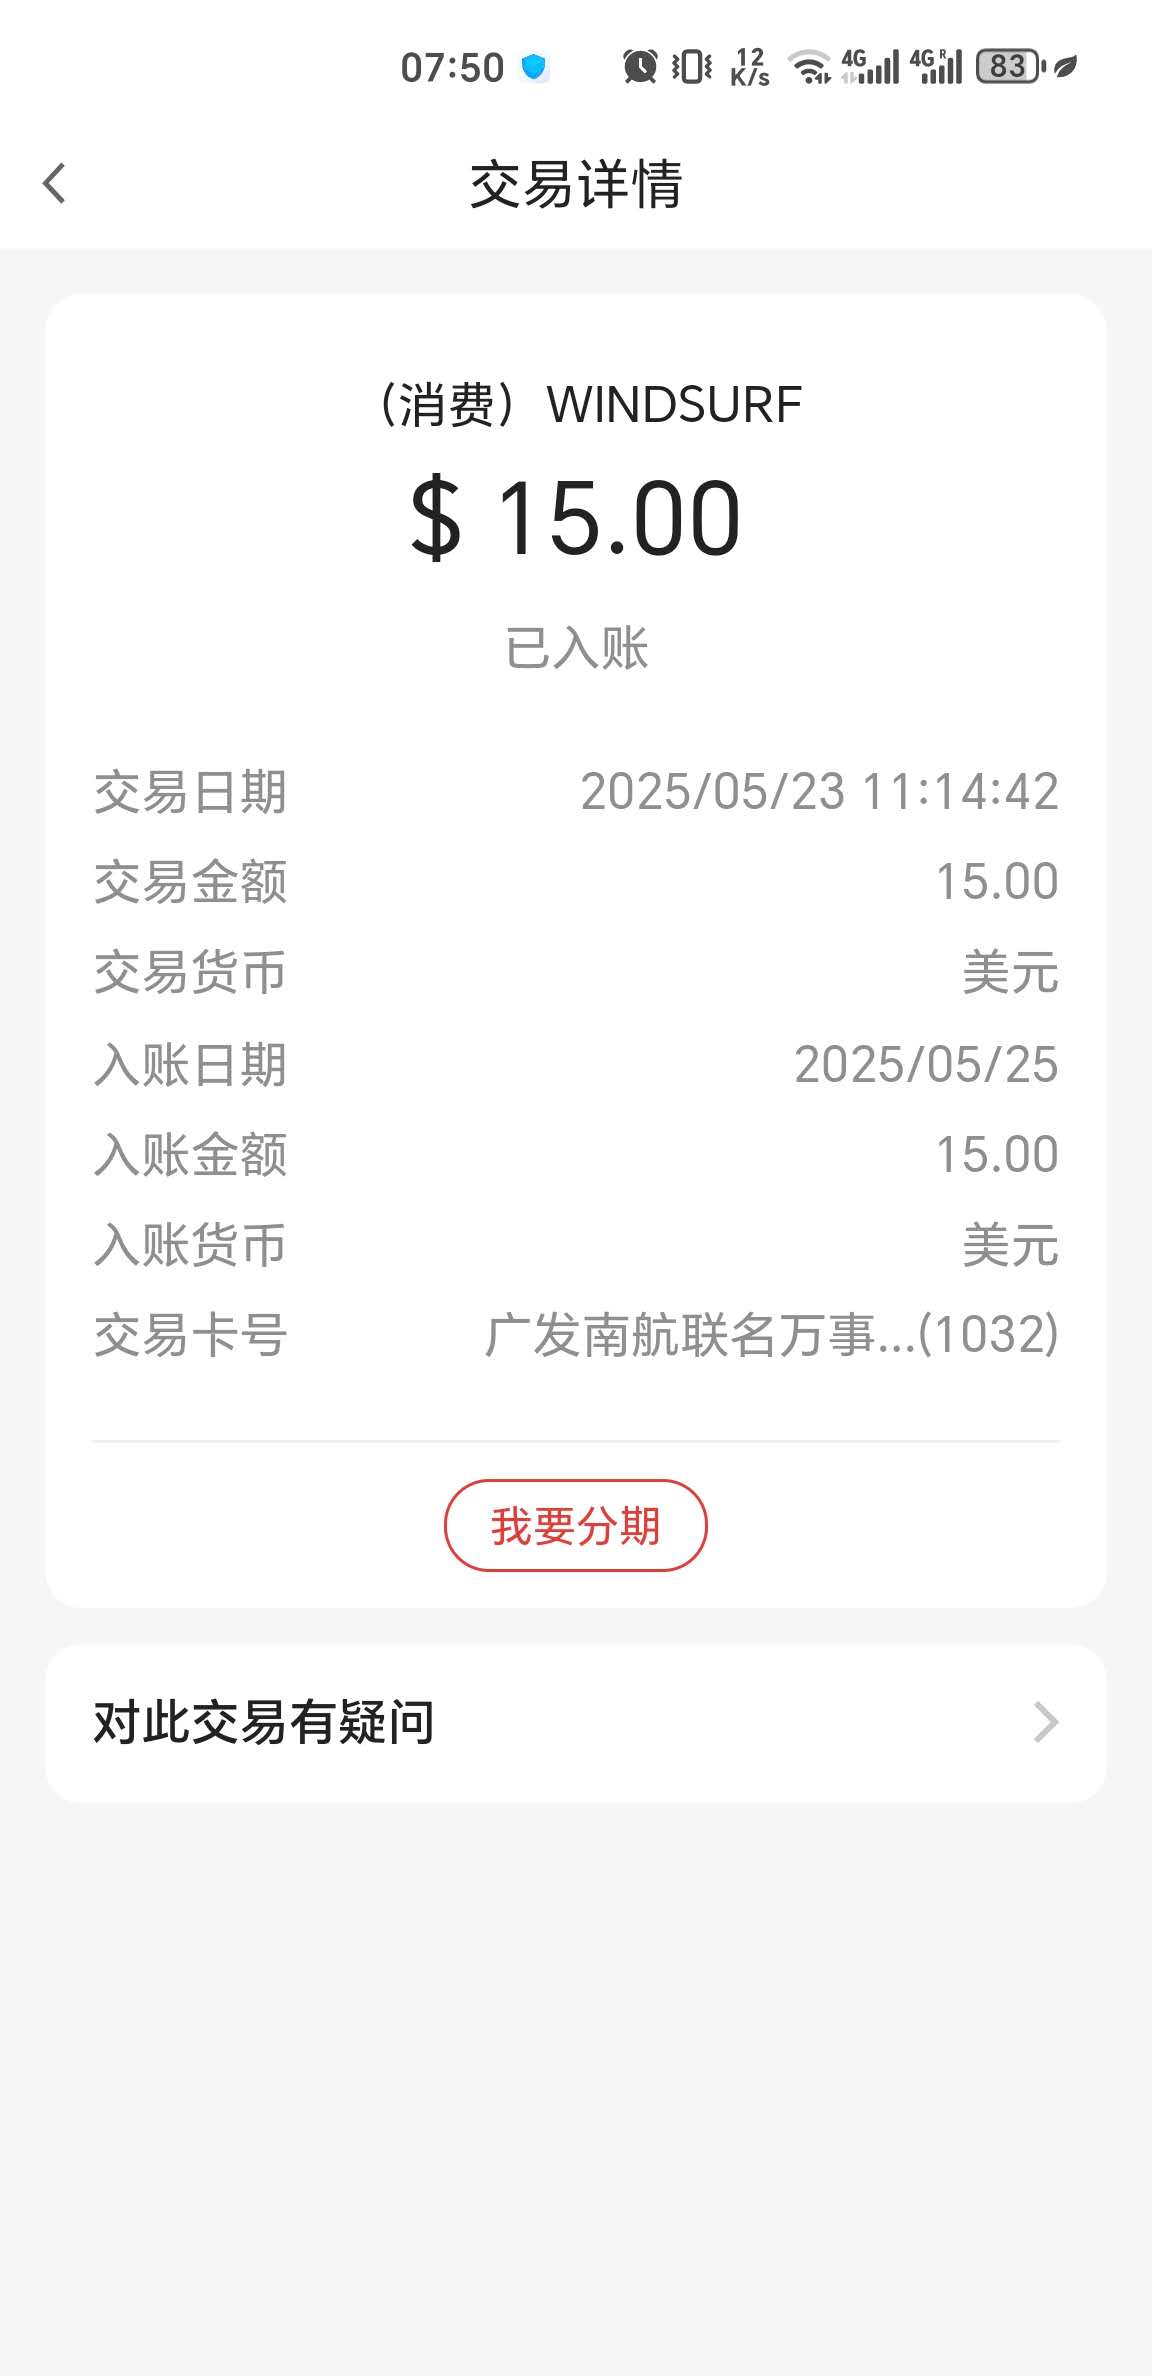 07:50 12 K/s 4G 4G R 83
交易详情
（消费）WINDSURF
$ 15.00
已入账
交易日期 2025/05/23 11:14:42
交易金额 15.00
交易货币 美元
入账日期 2025/05/25
入账金额 15.00
入账货币 美元
交易卡号 广发南航联名万事...(1032)
我要分期
对此交易有疑问